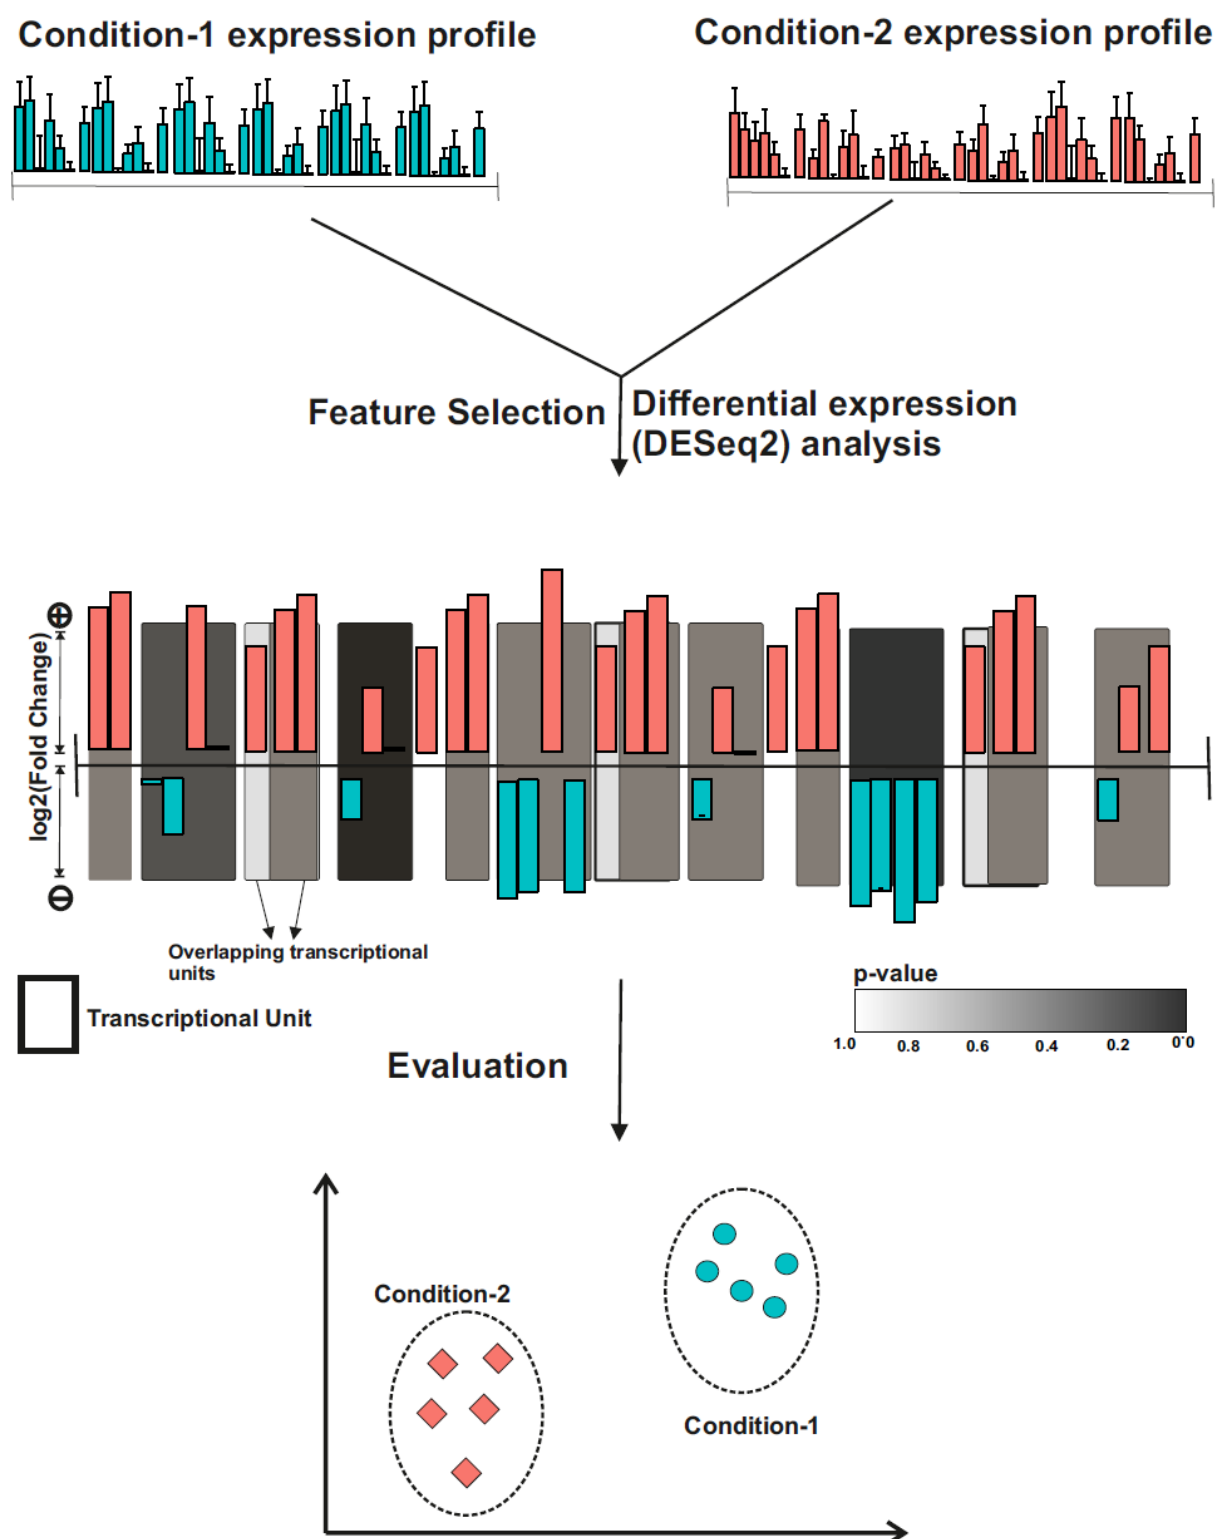 Condition-1 expression profile
Condition-2 expression profile
Feature Selection
Differential expression
(DESeq2) analysis
⊕
log2(Fold Change)
⊖
Overlapping transcriptional
units
Transcriptional Unit
p-value
1.0 0.8 0.6 0.4 0.2 0.0
Evaluation
Condition-2
Condition-1